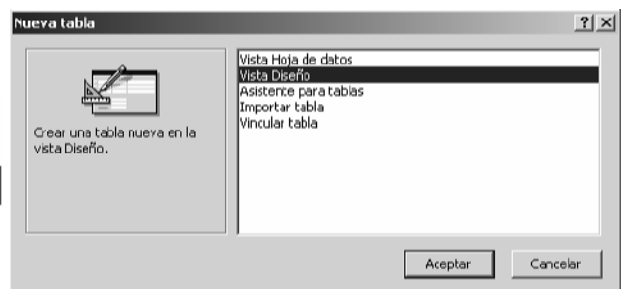 Nueva tabla
Crear una tabla nueva en la
vista Diseño.
Vista Hoja de datos
Vista Diseño
Asistente para tablas
Importar tabla
Vincular tabla
Aceptar
Cancelar